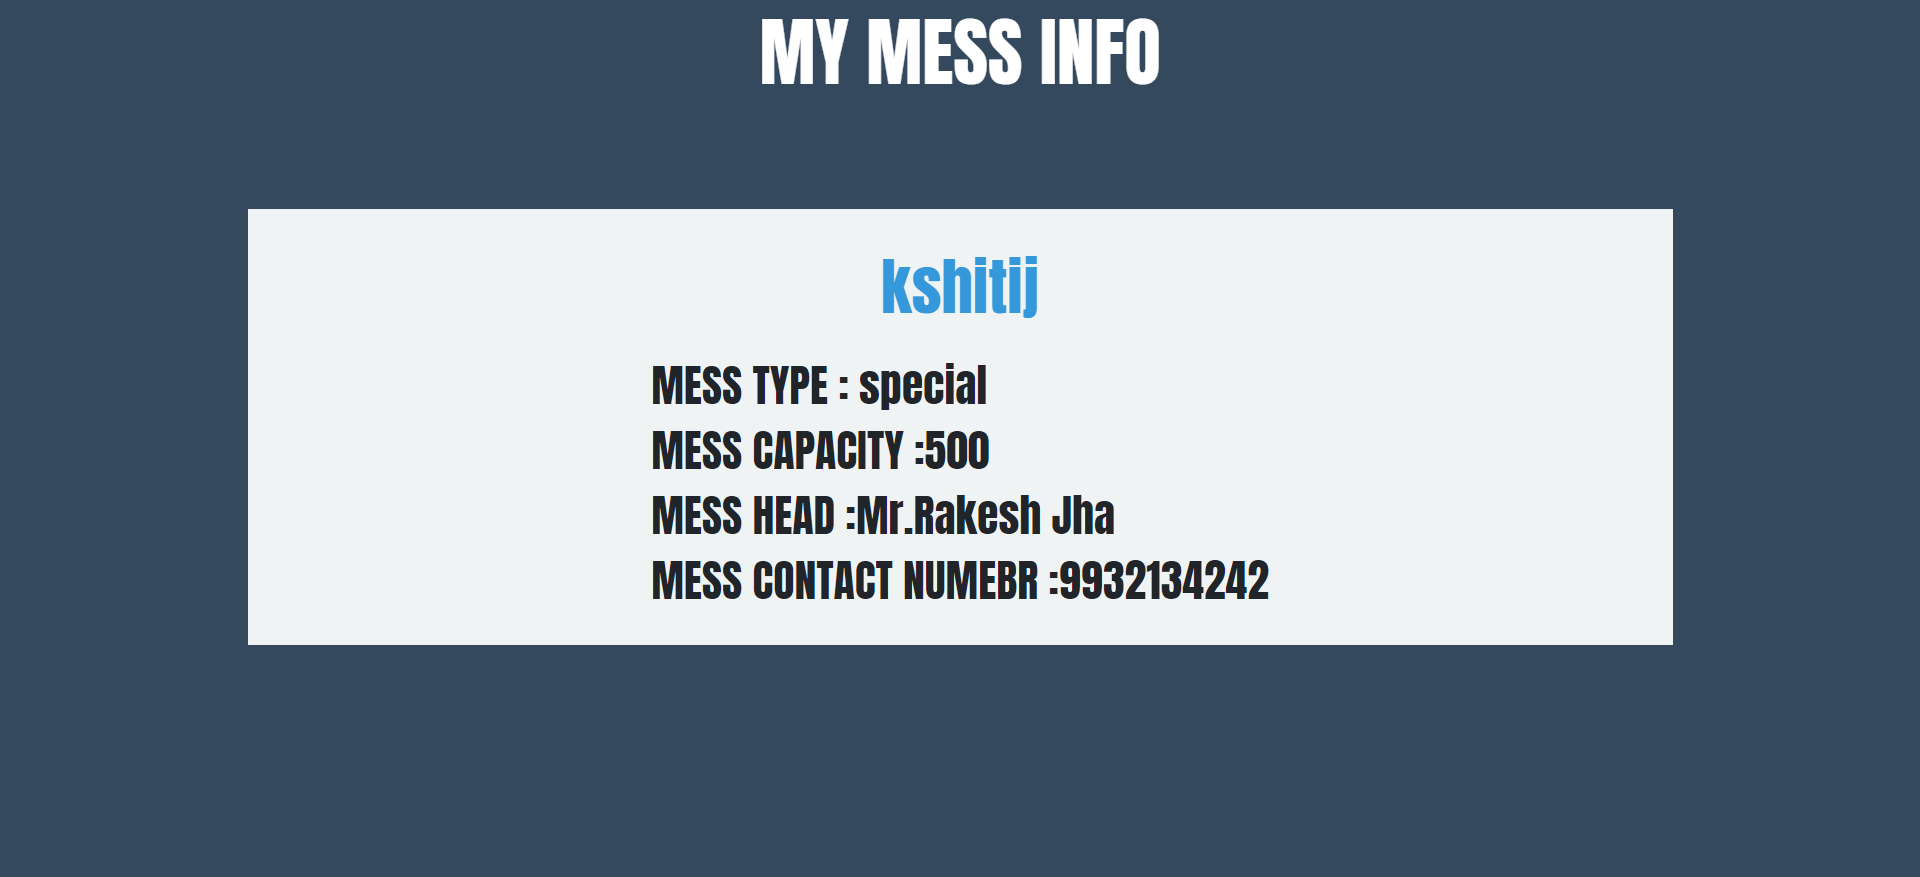 MY MESS INFO
kshitij
MESS TYPE : special
MESS CAPACITY :500
MESS HEAD :Mr.Rakesh Jha
MESS CONTACT NUMEBR :9932134242